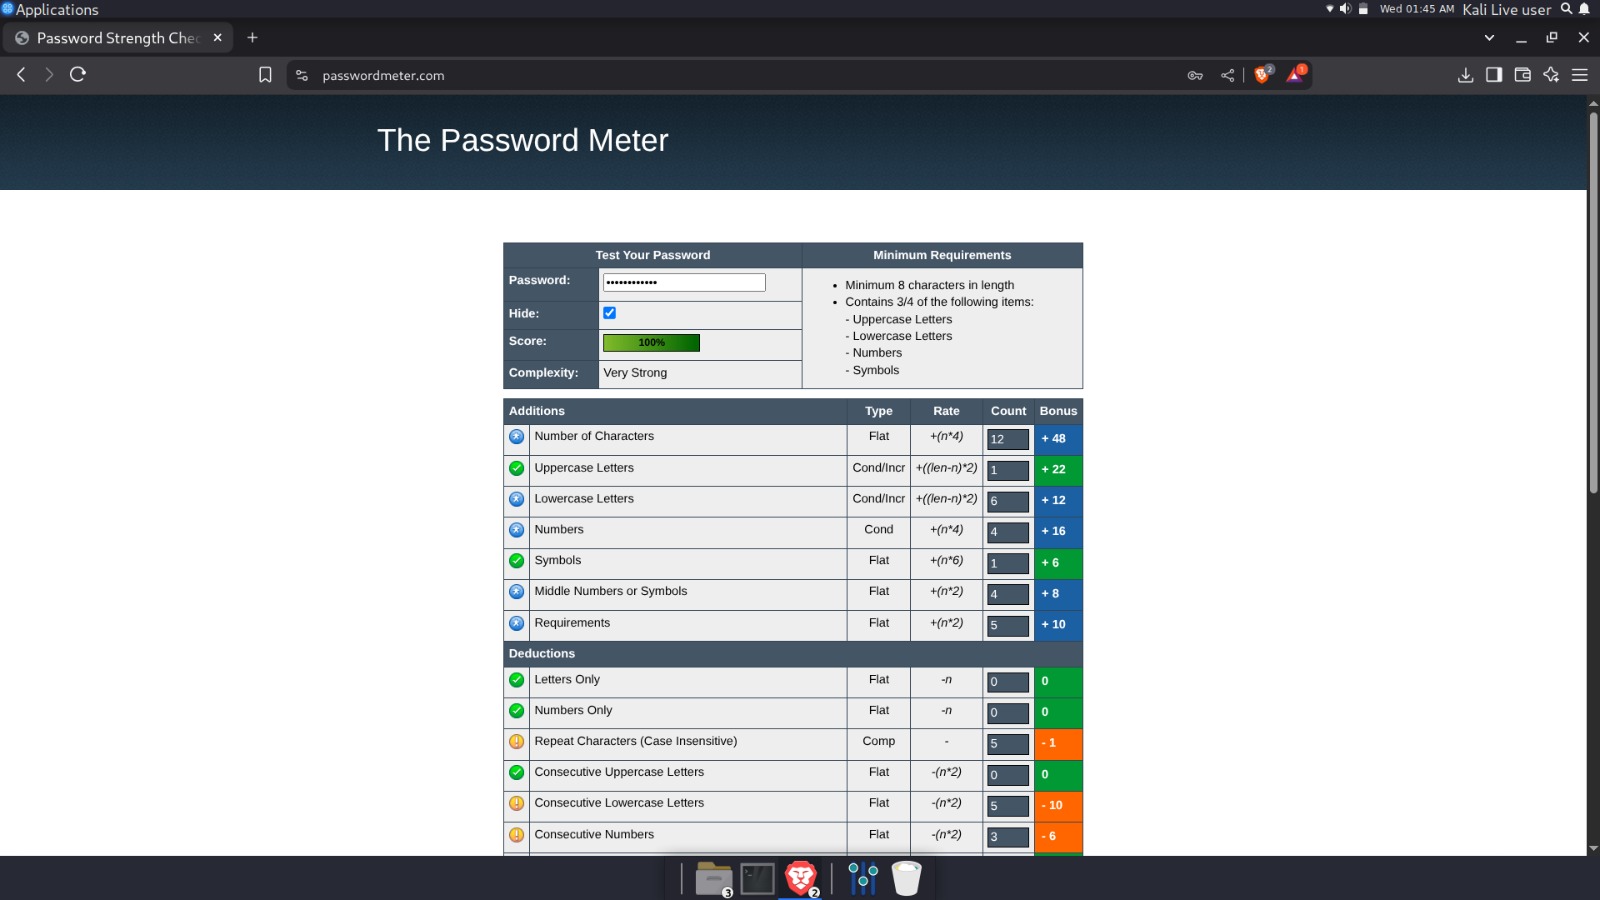 Applications
Wed 01:45 AM Kali Live user
Password Strength Che
passwordmeter.com
2
1
The Password Meter
Test Your Password Minimum Requirements
Password: ••••••••••••
Hide:
Score: 100%
Complexity: Very Strong
• Minimum 8 characters in length
• Contains 3/4 of the following items:
- Uppercase Letters
- Lowercase Letters
- Numbers
- Symbols
Additions Type Rate Count Bonus
Number of Characters Flat +(n*4) 12 + 48
Uppercase Letters Cond/Incr +((len-n)*2) 1 + 22
Lowercase Letters Cond/Incr +((len-n)*2) 6 + 12
Numbers Cond +(n*4) 4 + 16
Symbols Flat +(n*6) 1 + 6
Middle Numbers or Symbols Flat +(n*2) 4 + 8
Requirements Flat +(n*2) 5 + 10
Deductions
Letters Only Flat -n 0 0
Numbers Only Flat -n 0 0
Repeat Characters (Case Insensitive) Comp - 5 - 1
Consecutive Uppercase Letters Flat -(n*2) 0 0
Consecutive Lowercase Letters Flat -(n*2) 5 - 10
Consecutive Numbers Flat -(n*2) 3 - 6
3
2